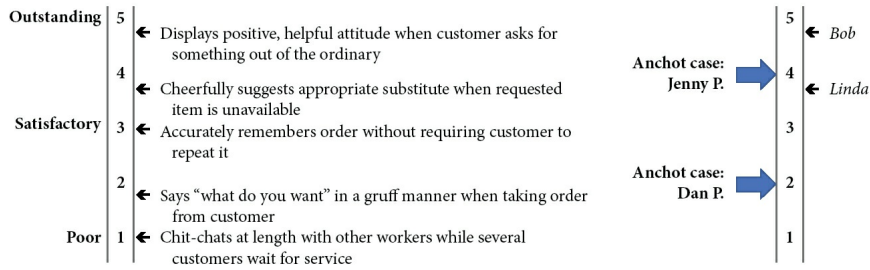 Outstanding 5
Displays positive, helpful attitude when customer asks for
something out of the ordinary
4
Cheerfully suggests appropriate substitute when requested
item is unavailable
Satisfactory 3
Accurately remembers order without requiring customer to
repeat it
2
Says “what do you want” in a gruff manner when taking order
from customer
Poor 1
Chit-chats at length with other workers while several
customers wait for service
5
Bob
Anchot case:
Jenny P.
4
Linda
3
Anchot case:
Dan P.
2
1